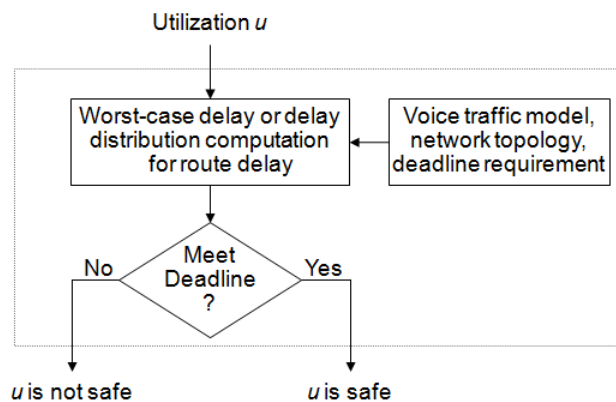 Utilization u
Worst-case delay or delay
distribution computation
for route delay
Voice traffic model,
network topology,
deadline requirement
Meet
Deadline
?
No
Yes
u is not safe
u is safe